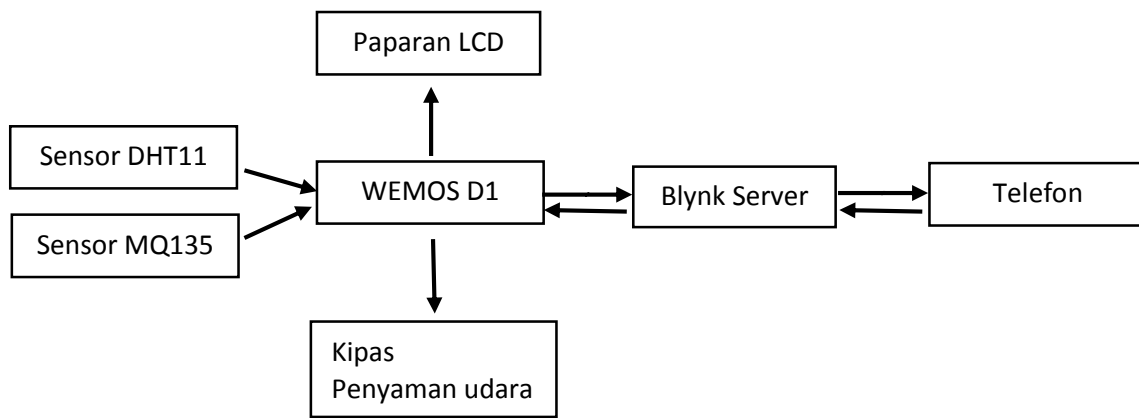 Paparan LCD
Sensor DHT11
WEMOS D1
Blynk Server
Telefon
Sensor MQ135
Kipas
Penyaman udara